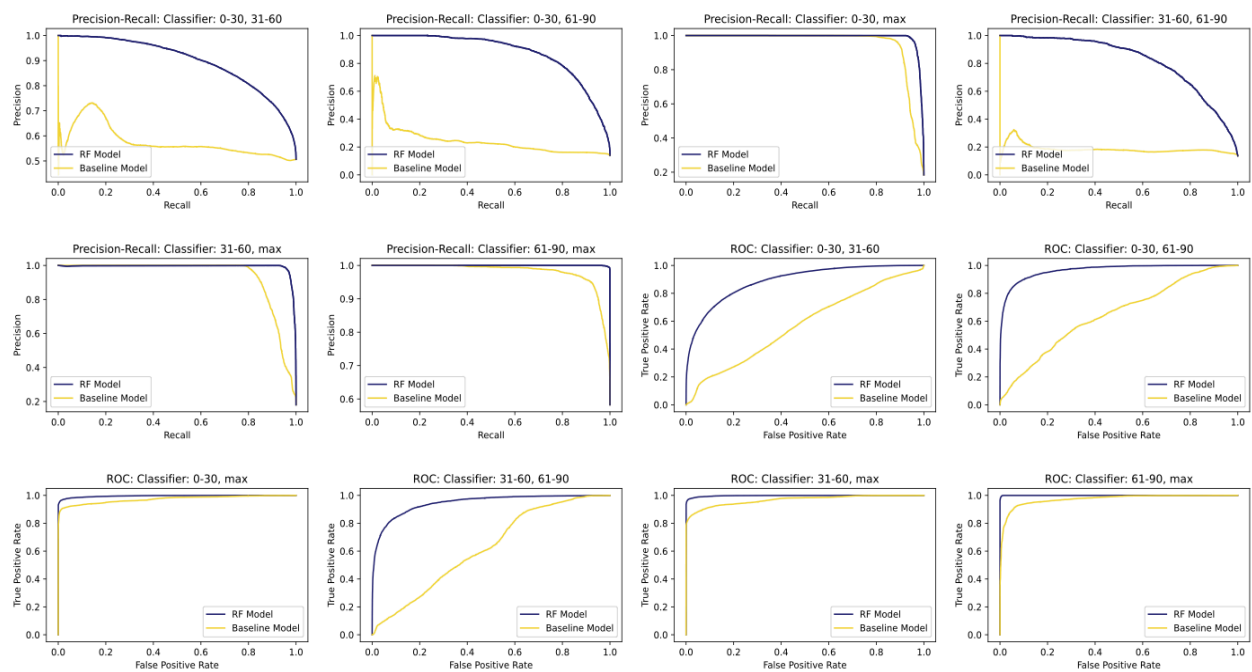 Precision-Recall: Classifier: 0-30, 31-60
1.0
0.9
0.8
0.7
0.6
0.5
Precision
RF Model
Baseline Model
0.0 0.2 0.4 0.6 0.8 1.0
Recall
Precision-Recall: Classifier: 0-30, 61-90
1.0
0.8
0.6
0.4
0.2
0.0
Precision
RF Model
Baseline Model
0.0 0.2 0.4 0.6 0.8 1.0
Recall
Precision-Recall: Classifier: 0-30, max
1.0
0.8
0.6
0.4
0.2
Precision
RF Model
Baseline Model
0.0 0.2 0.4 0.6 0.8 1.0
Recall
Precision-Recall: Classifier: 31-60, 61-90
1.0
0.8
0.6
0.4
0.2
0.0
Precision
RF Model
Baseline Model
0.0 0.2 0.4 0.6 0.8 1.0
Recall
Precision-Recall: Classifier: 31-60, max
1.0
0.8
0.6
0.4
0.2
Precision
RF Model
Baseline Model
0.0 0.2 0.4 0.6 0.8 1.0
Recall
Precision-Recall: Classifier: 61-90, max
1.0
0.9
0.8
0.7
0.6
Precision
RF Model
Baseline Model
0.0 0.2 0.4 0.6 0.8 1.0
Recall
ROC: Classifier: 0-30, 31-60
1.0
0.8
0.6
0.4
0.2
0.0
True Positive Rate
RF Model
Baseline Model
0.0 0.2 0.4 0.6 0.8 1.0
False Positive Rate
ROC: Classifier: 0-30, 61-90
1.0
0.8
0.6
0.4
0.2
0.0
True Positive Rate
RF Model
Baseline Model
0.0 0.2 0.4 0.6 0.8 1.0
False Positive Rate
ROC: Classifier: 0-30, max
1.0
0.8
0.6
0.4
0.2
0.0
True Positive Rate
RF Model
Baseline Model
0.0 0.2 0.4 0.6 0.8 1.0
False Positive Rate
ROC: Classifier: 31-60, 61-90
1.0
0.8
0.6
0.4
0.2
0.0
True Positive Rate
RF Model
Baseline Model
0.0 0.2 0.4 0.6 0.8 1.0
False Positive Rate
ROC: Classifier: 31-60, max
1.0
0.8
0.6
0.4
0.2
0.0
True Positive Rate
RF Model
Baseline Model
0.0 0.2 0.4 0.6 0.8 1.0
False Positive Rate
ROC: Classifier: 61-90, max
1.0
0.8
0.6
0.4
0.2
0.0
True Positive Rate
RF Model
Baseline Model
0.0 0.2 0.4 0.6 0.8 1.0
False Positive Rate